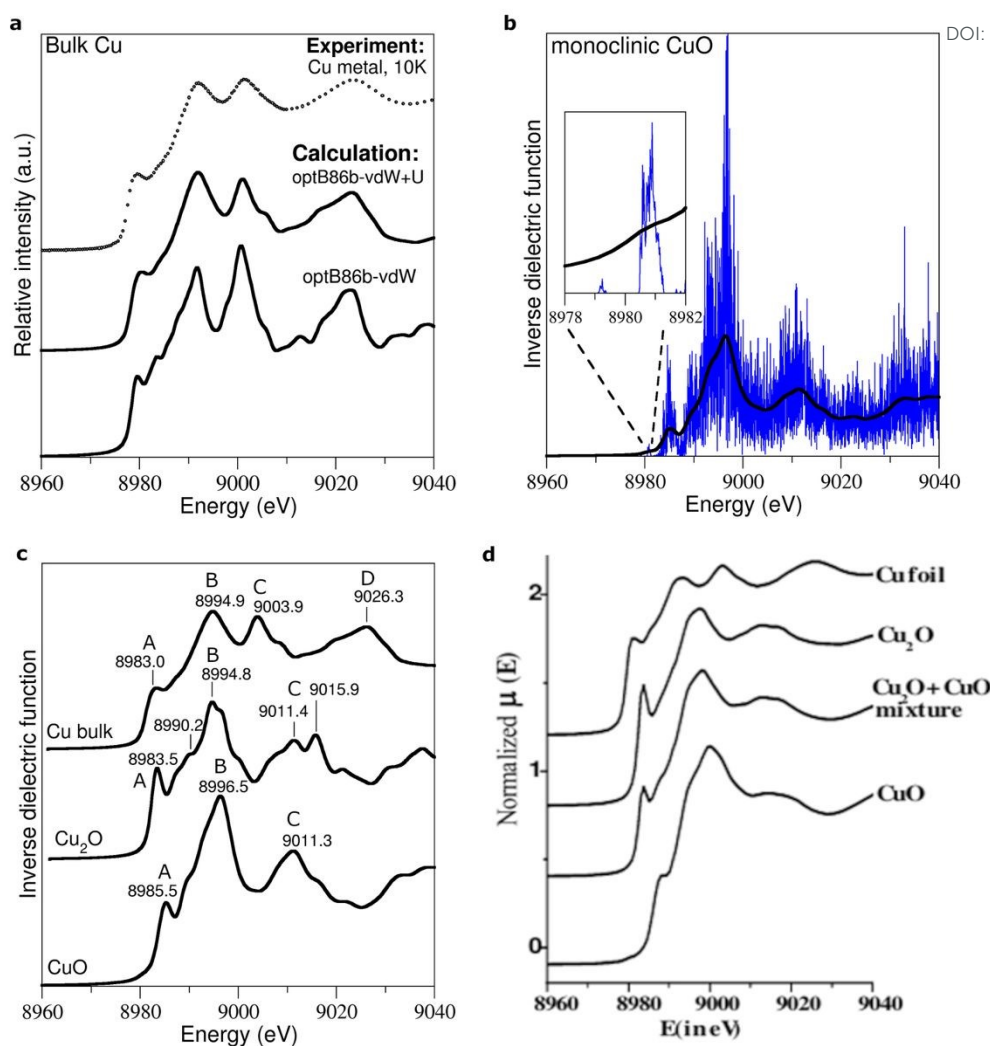 DOI:
a
Bulk Cu
Experiment:
Cu metal, 10K
Calculation:
optB86b-vdW+U
optB86b-vdW
Relative intensity (a.u.)
8960 8980 9000 9020 9040
Energy (eV)
b
monoclinic CuO
Inverse dielectric function
8978 8980 8982
8960 8980 9000 9020 9040
Energy (eV)
c
B
8994.9
C
9003.9
D
9026.3
A
8983.0
Cu bulk
B
8994.8
C
9011.4
9015.9
8990.2
8983.5
A
Cu₂O
B
8996.5
C
9011.3
A
8985.5
CuO
Inverse dielectric function
8960 8980 9000 9020 9040
Energy (eV)
d
Cu foil
Cu₂O
Cu₂O + CuO
mixture
CuO
Normalized μ (E)
2
1
0
8960 8980 9000 9020 9040
E(in eV)